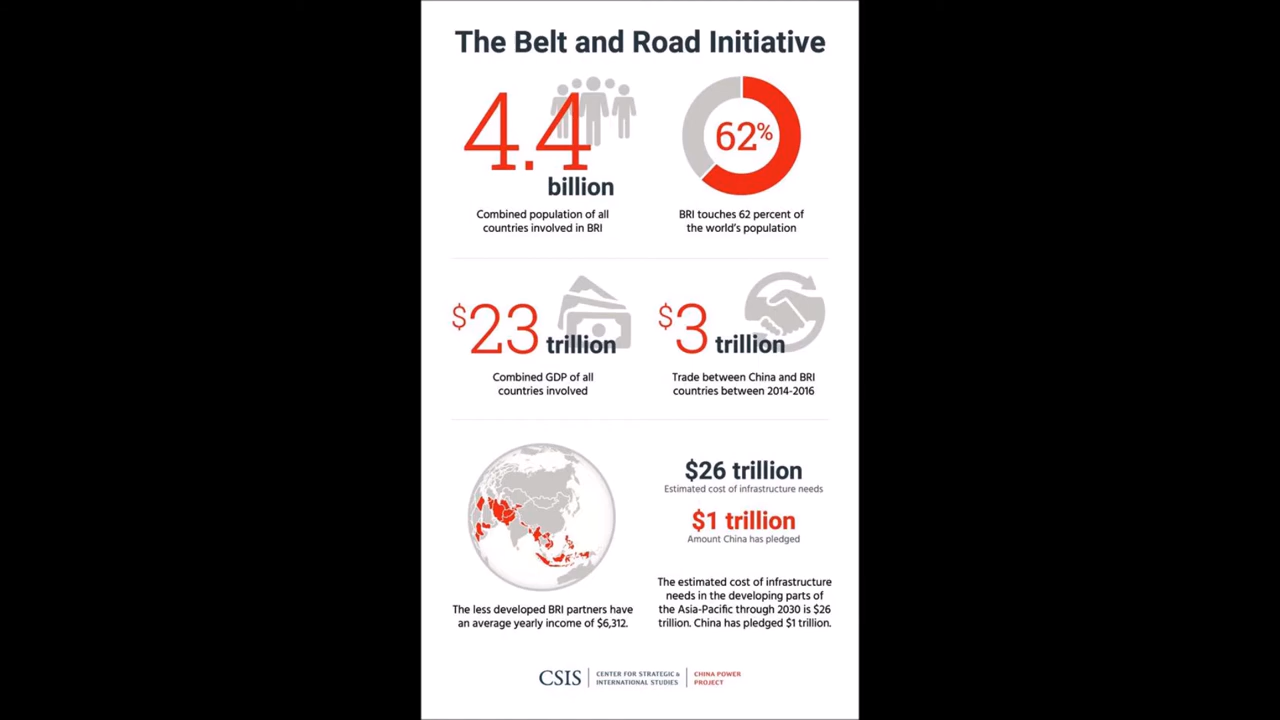 The Belt and Road Initiative
4.4
billion
Combined population of all
countries involved in BRI
62%
BRI touches 62 percent of
the world's population
$23 trillion
Combined GDP of all
countries involved
$3 trillion
Trade between China and BRI
countries between 2014-2016
The less developed BRI partners have
an average yearly income of $6,312.
$26 trillion
Estimated cost of infrastructure needs
$1 trillion
Amount China has pledged
The estimated cost of infrastructure
needs in the developing parts of
the Asia-Pacific through 2030 is $26
trillion. China has pledged $1 trillion.
CSIS
CENTER FOR STRATEGIC &
INTERNATIONAL STUDIES
CHINA POWER
PROJECT